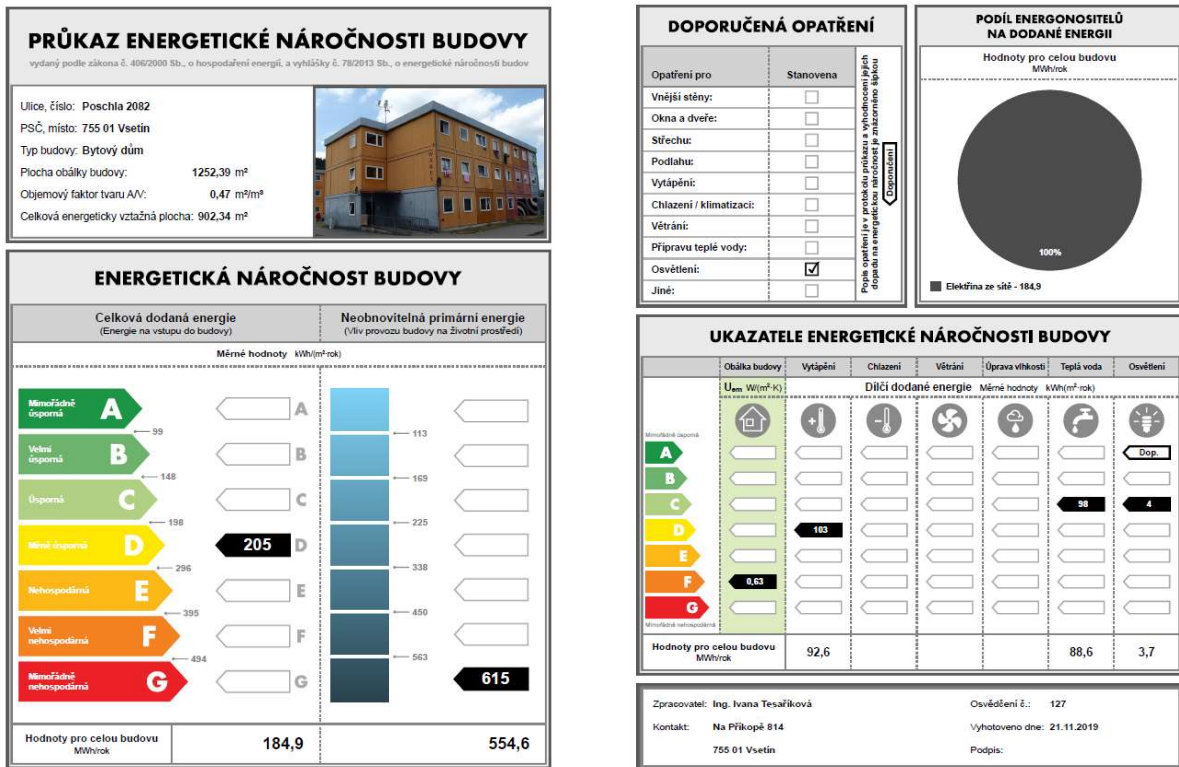 PRŮKAZ ENERGETICKÉ NÁROČNOSTI BUDOVY
vydaný podle zákona č. 406/2000 Sb., o hospodaření energií, a vyhlášky č. 78/2013 Sb., o energetické náročnosti budov
Ulice, číslo: Poschla 2082
PSČ, místo: 755 01 Vsetín
Typ budovy: Bytový dům
Plocha obálky budovy: 1252,39 m²
Objemový faktor tvaru A/V: 0,47 m²/m³
Celková energeticky vztažná plocha: 902,34 m²
ENERGETICKÁ NÁROČNOST BUDOVY
Celková dodaná energie
(Energie na vstupu do budovy)
Neobnovitelná primární energie
(Vliv provozu budovy na životní prostředí)
Měrné hodnoty kWh/(m²·rok)
Mimořádně úsporná A A
99 113
Velmi úsporná B B
148 169
Úsporná C C
198 225
Méně úsporná D 205 D
296 338
Nehospodárná E E
395 450
Velmi nehospodárná F F
494 563
Mimořádně nehospodárná G G 615
Hodnoty pro celou budovu
MWh/rok
184,9 554,6
DOPORUČENÁ OPATŘENÍ
Opatření pro Stanovena
Vnější stěny:
Okna a dveře:
Střechu:
Podlahu:
Vytápění:
Chlazení / klimatizaci:
Větrání:
Přípravu teplé vody:
Osvětlení:
Jiné:
Popis opatření je v protokolu průkazu a vyhodnocení jejich
dopadu na energetickou náročnost je znázorněno šipkou
Doporučení
PODÍL ENERGONOSITELŮ
NA DODANÉ ENERGII
Hodnoty pro celou budovu
MWh/rok
100%
Elektřina ze sítě - 184,9
UKAZATELE ENERGETICKÉ NÁROČNOSTI BUDOVY
Obálka budovy Vytápění Chlazení Větrání Úprava vlhkosti Teplá voda Osvětlení
Uem W/(m²·K) Dílčí dodané energie Měrné hodnoty kWh(m²·rok)
Mimořádně úsporná
A Dop.
B
C 98 4
D 103
E
F 0,63
G
Mimořádně nehospodárná
Hodnoty pro celou budovu
MWh/rok
92,6 88,6 3,7
Zpracovatel: Ing. Ivana Tesaříková
Kontakt: Na Příkopě 814
755 01 Vsetín
Osvědčení č.: 127
Vyhotoveno dne: 21.11.2019
Podpis: